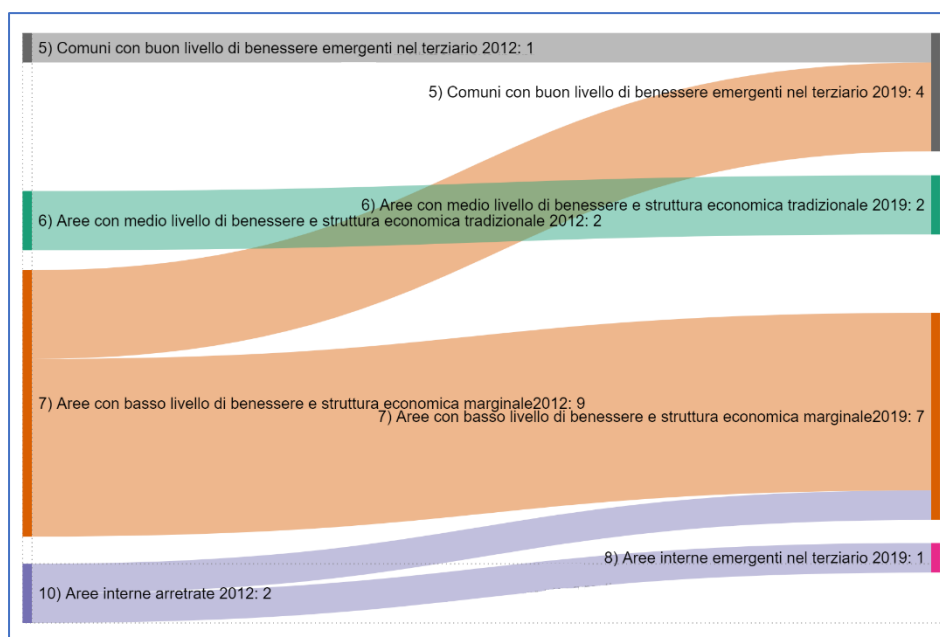 5) Comuni con buon livello di benessere emergenti nel terziario 2012: 1
5) Comuni con buon livello di benessere emergenti nel terziario 2019: 4
6) Aree con medio livello di benessere e struttura economica tradizionale 2019: 2
6) Aree con medio livello di benessere e struttura economica tradizionale 2012: 2
7) Aree con basso livello di benessere e struttura economica marginale2012: 9
7) Aree con basso livello di benessere e struttura economica marginale2019: 7
8) Aree interne emergenti nel terziario 2019: 1
10) Aree interne arretrate 2012: 2